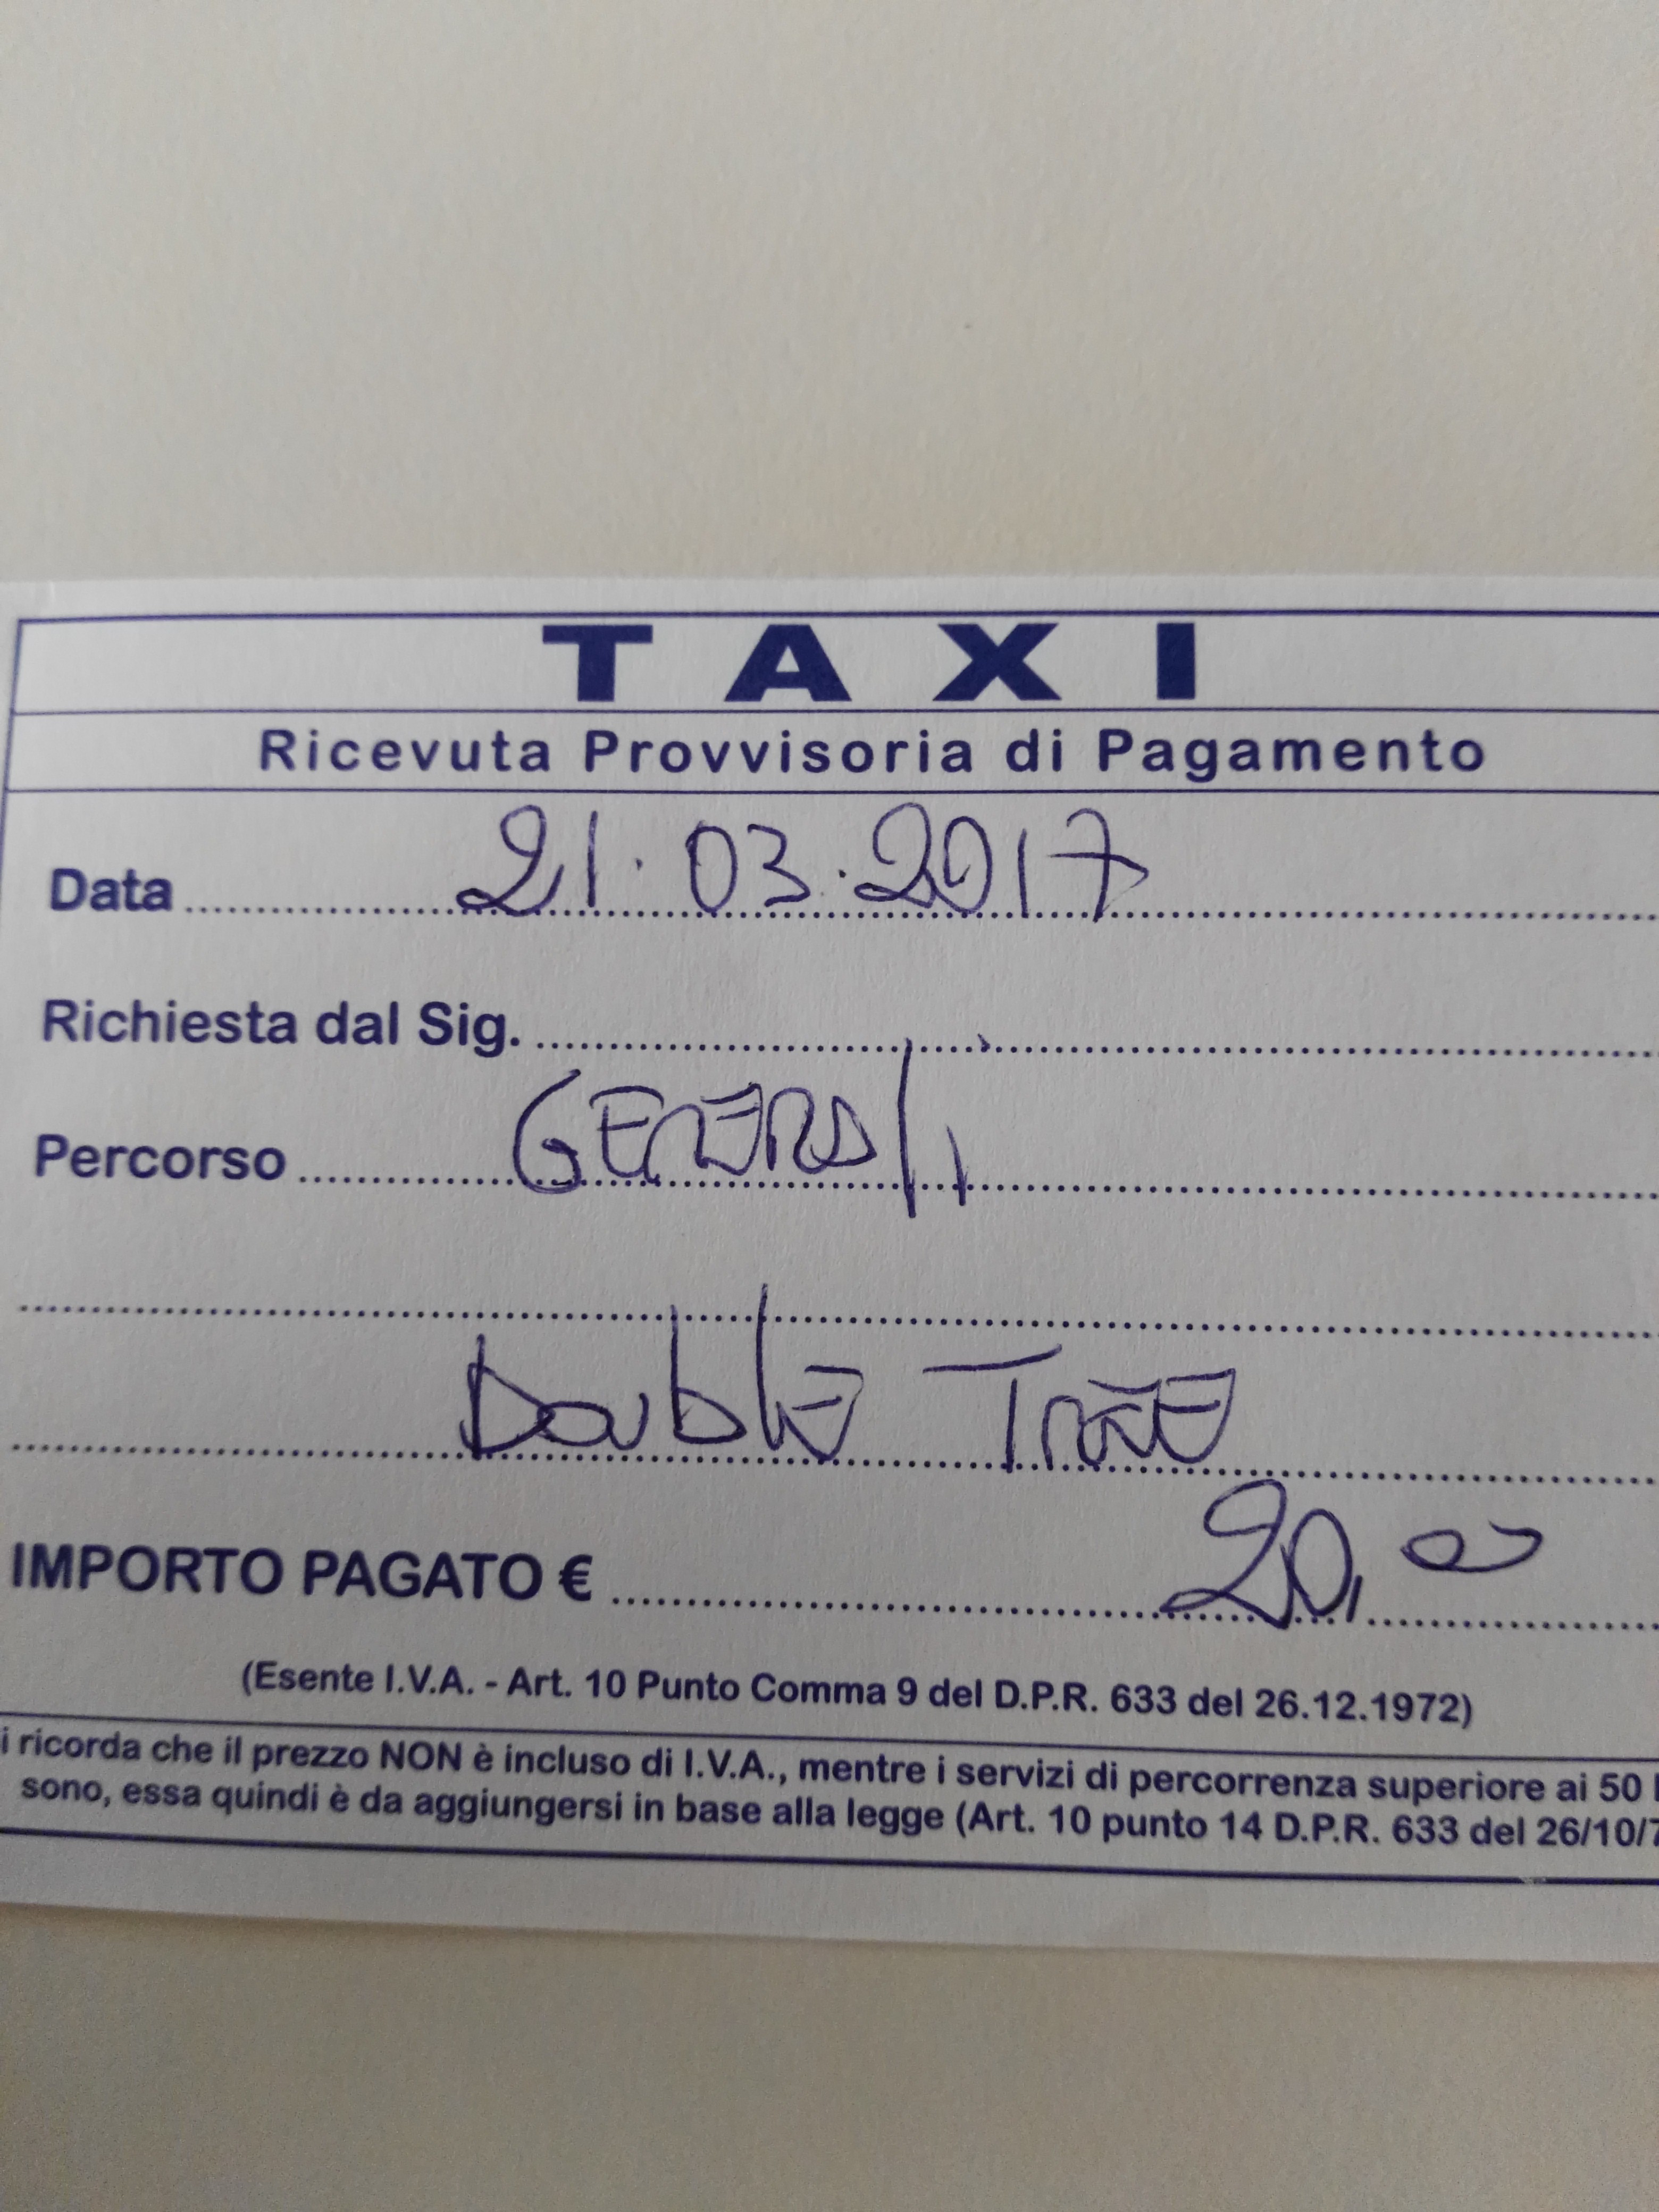 TAXI
Ricevuta Provvisoria di Pagamento
Data 21.03.2017
Richiesta dal Sig.
Percorso GENERALI
Double TREE
IMPORTO PAGATO € 20,00
(Esente I.V.A. - Art. 10 Punto Comma 9 del D.P.R. 633 del 26.12.1972)
i ricorda che il prezzo NON è incluso di I.V.A., mentre i servizi di percorrenza superiore ai 50
sono, essa quindi è da aggiungersi in base alla legge (Art. 10 punto 14 D.P.R. 633 del 26/10/7